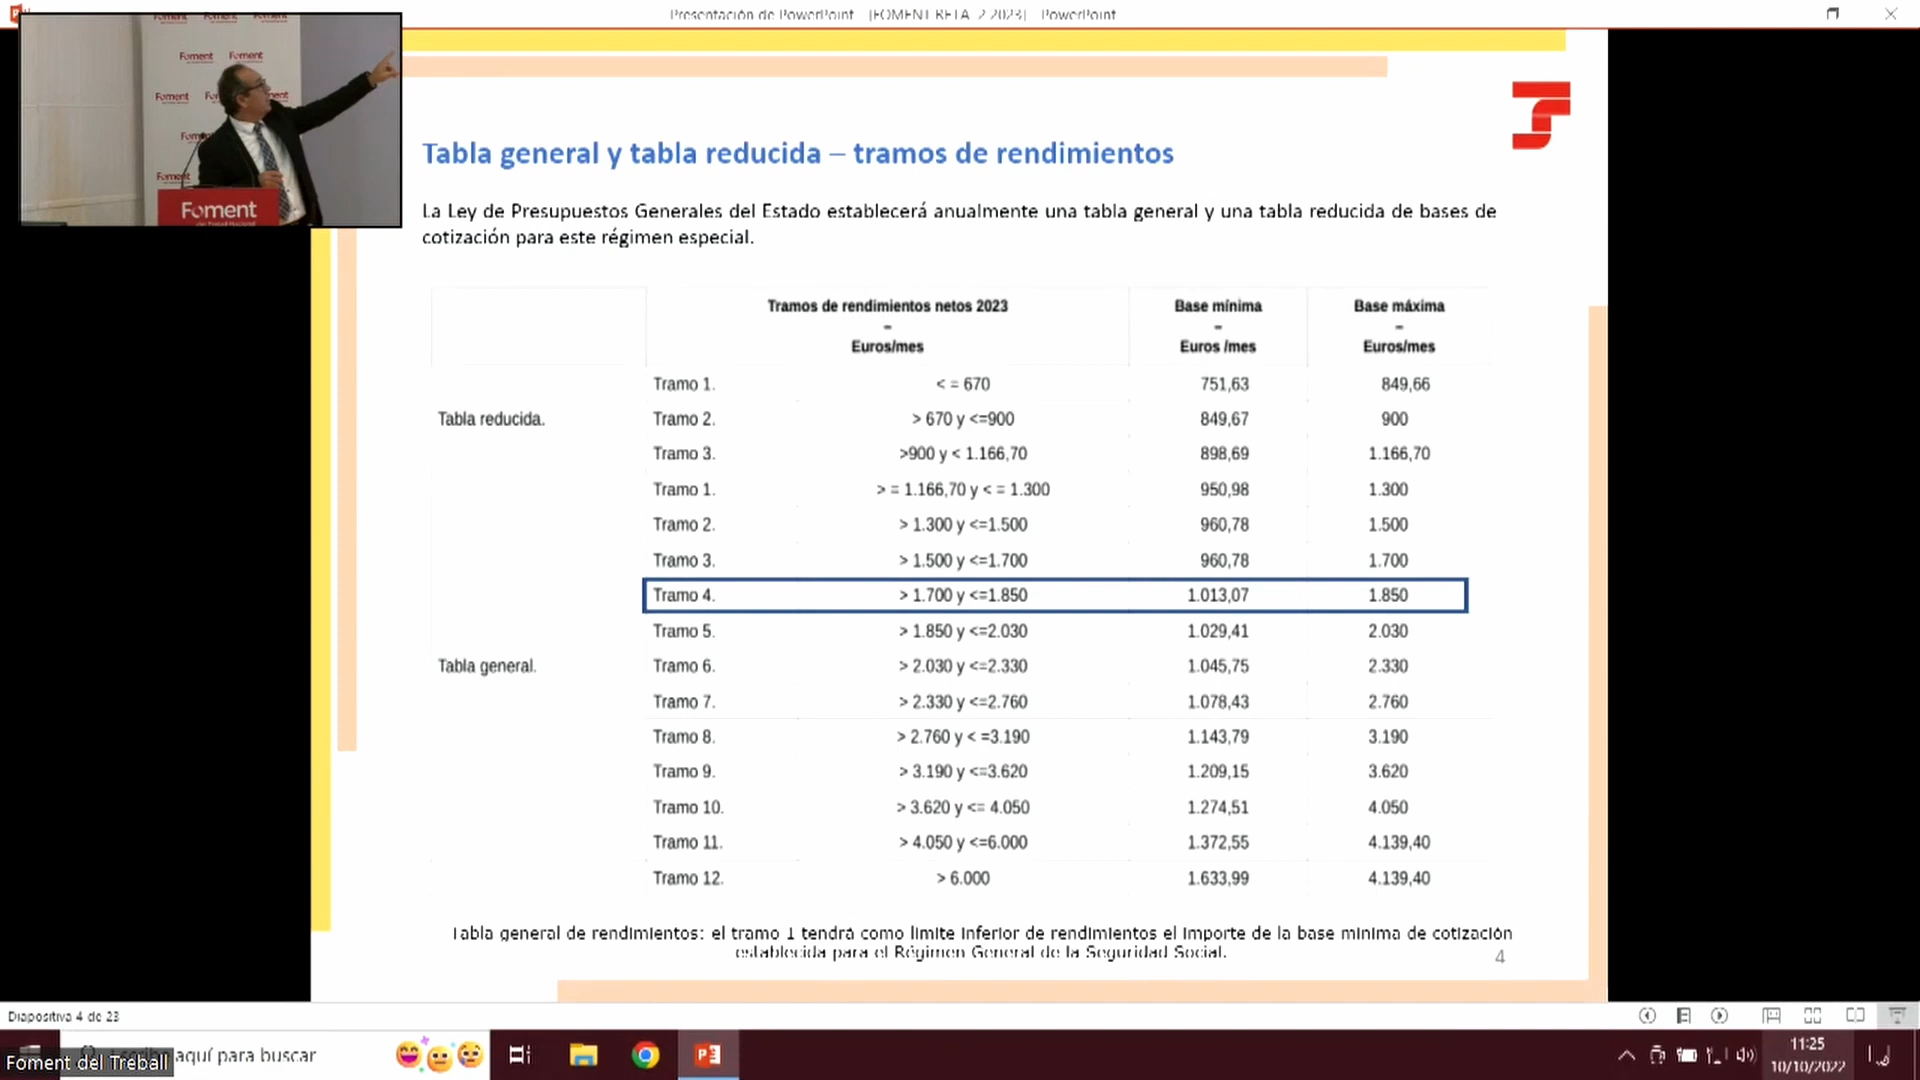 Presentación de PowerPoint - [FOMENT RETA_2 2023] - PowerPoint
Foment
Foment
Foment
Foment
Foment
del Treball Nacional
Tabla general y tabla reducida – tramos de rendimientos
La Ley de Presupuestos Generales del Estado establecerá anualmente una tabla general y una tabla reducida de bases de
cotización para este régimen especial.
Tramos de rendimientos netos 2023 – Euros/mes
Base mínima – Euros /mes
Base máxima – Euros/mes
Tramo 1. < = 670 751,63 849,66
Tabla reducida. Tramo 2. > 670 y <=900 849,67 900
Tramo 3. >900 y < 1.166,70 898,69 1.166,70
Tramo 1. > = 1.166,70 y < = 1.300 950,98 1.300
Tramo 2. > 1.300 y <=1.500 960,78 1.500
Tramo 3. > 1.500 y <=1.700 960,78 1.700
Tramo 4. > 1.700 y <=1.850 1.013,07 1.850
Tramo 5. > 1.850 y <=2.030 1.029,41 2.030
Tabla general. Tramo 6. > 2.030 y <=2.330 1.045,75 2.330
Tramo 7. > 2.330 y <=2.760 1.078,43 2.760
Tramo 8. > 2.760 y < =3.190 1.143,79 3.190
Tramo 9. > 3.190 y <=3.620 1.209,15 3.620
Tramo 10. > 3.620 y <= 4.050 1.274,51 4.050
Tramo 11. > 4.050 y <=6.000 1.372,55 4.139,40
Tramo 12. > 6.000 1.633,99 4.139,40
Tabla general de rendimientos: el tramo 1 tendrá como límite inferior de rendimientos el importe de la base mínima de cotización
establecida para el Régimen General de la Seguridad Social.
4
Diapositiva 4 de 23
aquí para buscar
Foment del Treball
11:25
10/10/2022